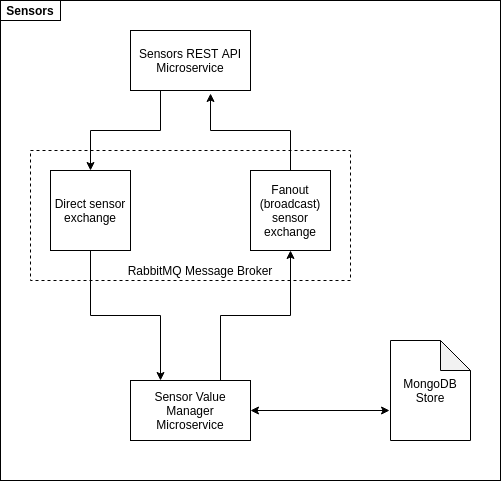 Sensors
Sensors REST API
Microservice
Direct sensor
exchange
Fanout
(broadcast)
sensor
exchange
RabbitMQ Message Broker
Sensor Value
Manager
Microservice
MongoDB
Store